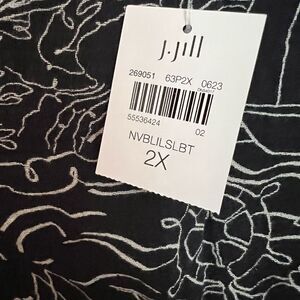 J.Jill
269051 63P2X 0623
55536424 02
NVBLILSLBT
2X